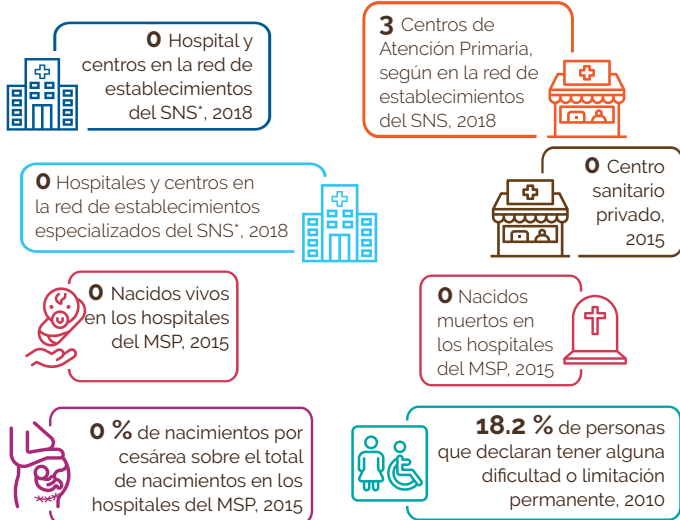 0 Hospital y
centros en la red de
establecimientos
del SNS*, 2018
3 Centros de
Atención Primaria,
según en la red de
establecimientos
del SNS, 2018
0 Hospitales y centros en
la red de establecimientos
especializados del SNS*, 2018
0 Centro
sanitario
privado,
2015
0 Nacidos vivos
en los hospitales
del MSP, 2015
0 Nacidos
muertos en
los hospitales
del MSP, 2015
0 % de nacimientos por
cesárea sobre el total
de nacimientos en los
hospitales del MSP, 2015
18.2 % de personas
que declaran tener alguna
dificultad o limitación
permanente, 2010